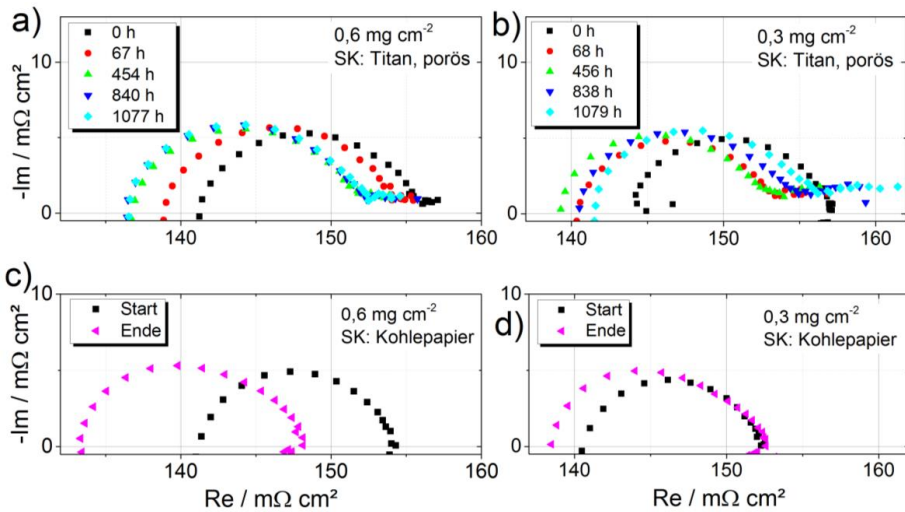 a)
0 h
67 h
454 h
840 h
1077 h
0,6 mg cm⁻²
SK: Titan, porös
10
0
140
150
160
-Im / mΩ cm²
b)
0 h
68 h
456 h
838 h
1079 h
0,3 mg cm⁻²
SK: Titan, porös
10
0
140
150
160
c)
Start
Ende
0,6 mg cm⁻²
SK: Kohlepapier
10
0
140
150
160
-Im / mΩ cm²
Re / mΩ cm²
d)
Start
Ende
0,3 mg cm⁻²
SK: Kohlepapier
10
0
140
150
160
Re / mΩ cm²